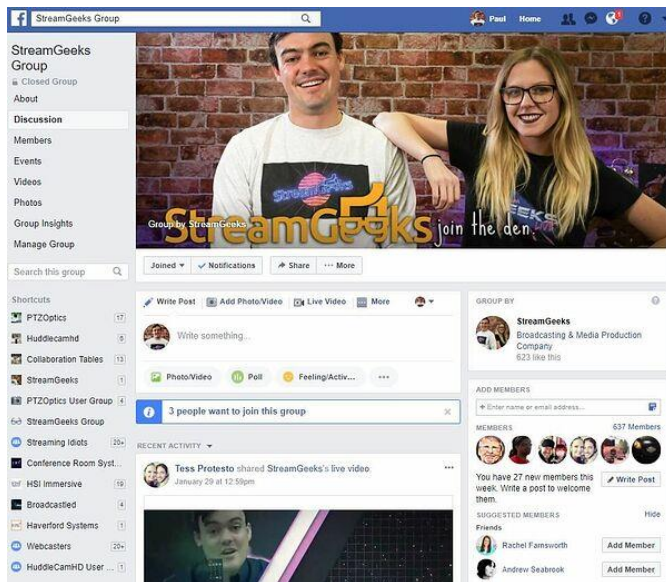 StreamGeeks Group
Paul Home
StreamGeeks
Group
Closed Group
About
Discussion
Members
Events
Videos
Photos
Group Insights
Manage Group
Search this group
Shortcuts
PTZOptics 17
Huddlecamhd 6
Collaboration Tables 13
StreamGeeks 1
PTZOptics User Group 4
StreamGeeks Group
Streaming Idiots 20+
Conference Room Syst...
HSI Immersive 19
Broadcastled 4
Haverford Systems 1
Webcasters 20+
HuddleCamHD User ... 1
StreamGeeks
StreamGeeks join the den
Group by StreamGeeks
Joined Notifications Share More
Write Post Add Photo/Video Live Video More
Write something...
Photo/Video Poll Feeling/Activ...
3 people want to join this group
RECENT ACTIVITY
Tess Protesto shared StreamGeeks's live video
January 29 at 12:59pm
GROUP BY
StreamGeeks
Broadcasting & Media Production
Company
623 like this
ADD MEMBERS
+ Enter name or email address...
MEMBERS 637 Members
You have 27 new members this
week. Write a post to welcome
them.
Write Post
SUGGESTED MEMBERS Hide
Friends
Rachel Farnsworth Add Member
Andrew Seabrook Add Member